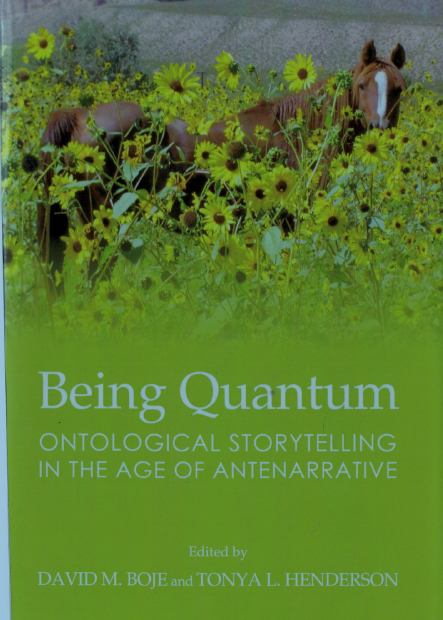 Being Quantum
ONTOLOGICAL STORYTELLING
IN THE AGE OF ANTENARRATIVE
Edited by
DAVID M. BOJE and TONYA L. HENDERSON